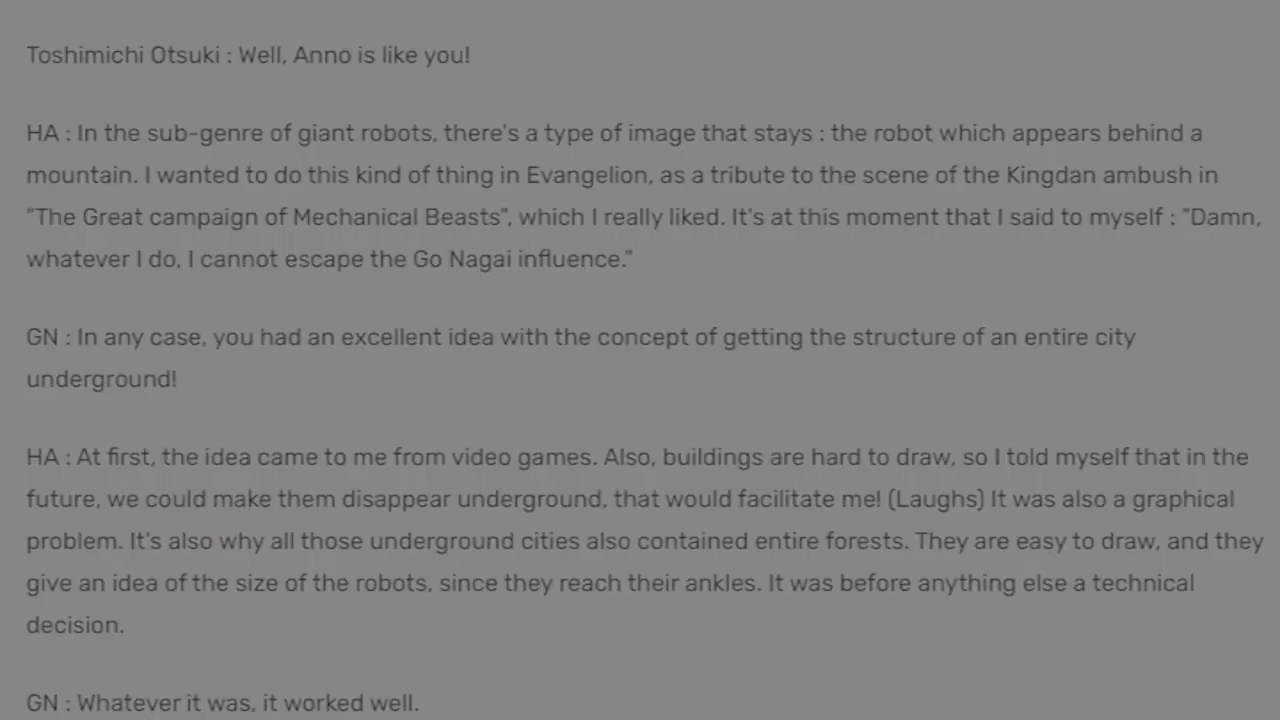 Toshimichi Otsuki : Well, Anno is like you!
HA : In the sub-genre of giant robots, there's a type of image that stays : the robot which appears behind a
mountain. I wanted to do this kind of thing in Evangelion, as a tribute to the scene of the Kingdan ambush in
"The Great campaign of Mechanical Beasts", which I really liked. It's at this moment that I said to myself : "Damn,
whatever I do, I cannot escape the Go Nagai influence."
GN : In any case, you had an excellent idea with the concept of getting the structure of an entire city
underground!
HA : At first, the idea came to me from video games. Also, buildings are hard to draw, so I told myself that in the
future, we could make them disappear underground, that would facilitate me! (Laughs) It was also a graphical
problem. It's also why all those underground cities also contained entire forests. They are easy to draw, and they
give an idea of the size of the robots, since they reach their ankles. It was before anything else a technical
decision.
GN : Whatever it was, it worked well.